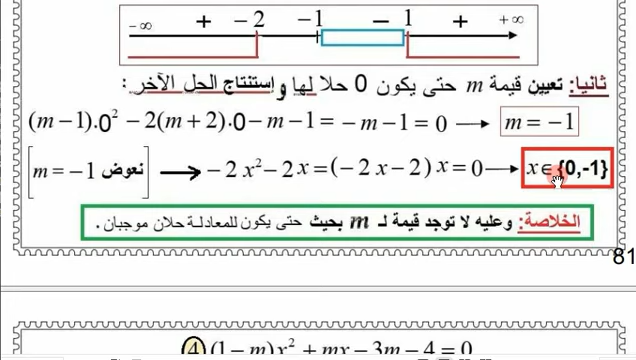 -∞ + -2 -1 - 1 + +∞
ثانيا: تعيين قيمة m حتى يكون 0 حلا لها و إستنتاج الحل الآخر :
(m-1).0² -2(m+2).0-m-1=-m-1=0 → m=-1
[نعوض m=-1] → -2x²-2x=(-2x-2)x=0→ x∈{0,-1}
الخلاصة: وعليه لا توجد قيمة لـ m بحيث حتى يكون للمعادلة حلان موجبان .
81
④ (1-m)x²+mx-3m-4=0